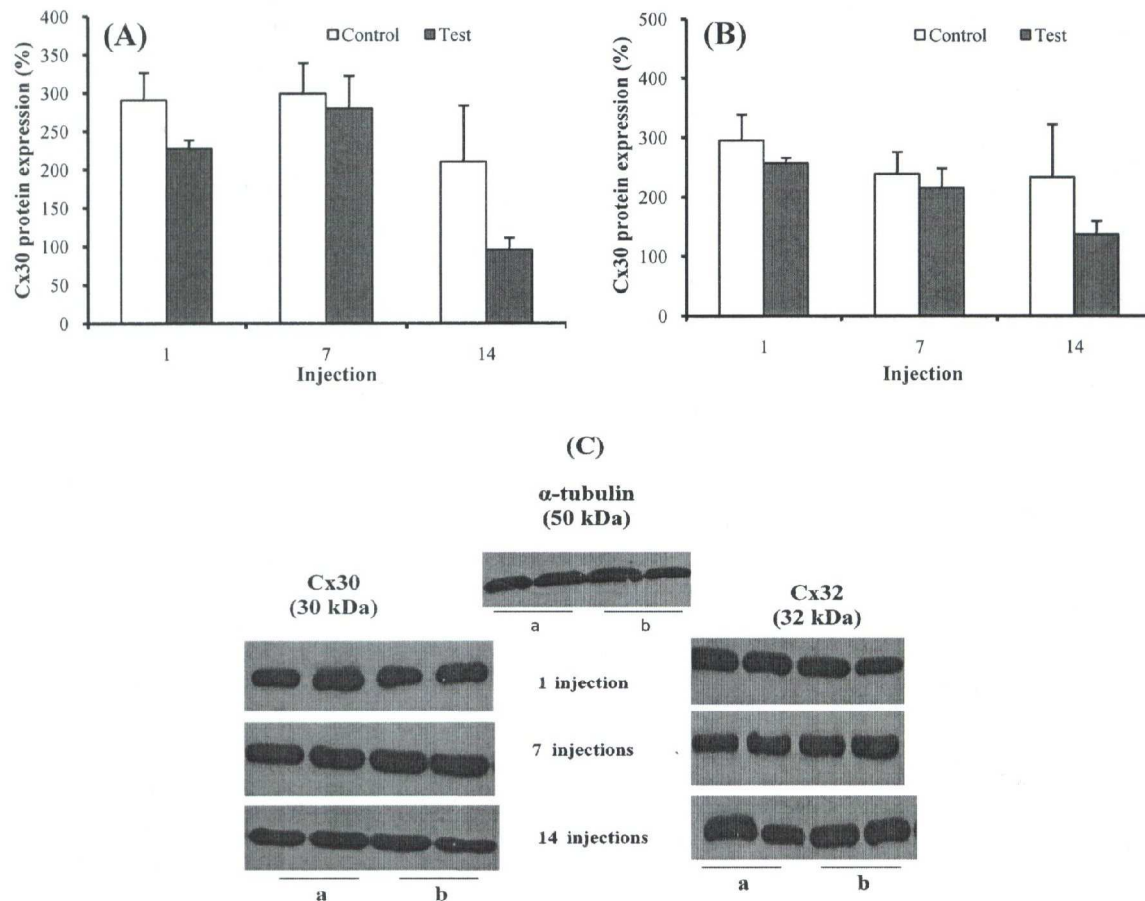 (A)
Control Test
Cx30 protein expression (%)
400
350
300
250
200
150
100
50
0
1 7 14
Injection
(B)
Control Test
Cx30 protein expression (%)
500
400
300
200
100
0
1 7 14
Injection
(C)
α-tubulin
(50 kDa)
a b
Cx30
(30 kDa)
Cx32
(32 kDa)
1 injection
7 injections
14 injections
a b
a b